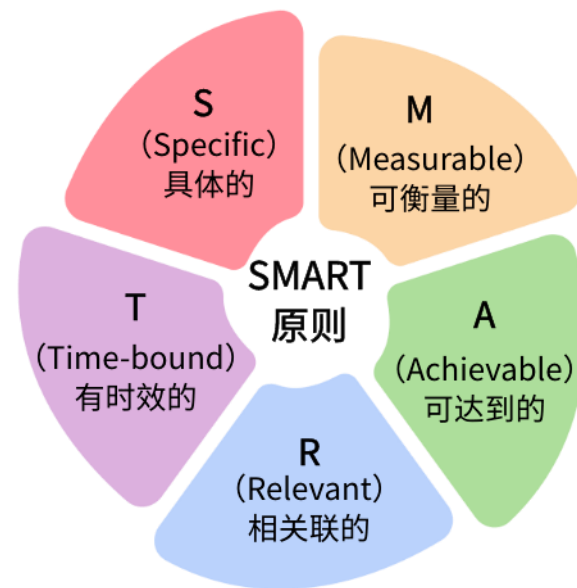 S
（Specific）
具体的
M
（Measurable）
可衡量的
SMART
原则
T
（Time-bound）
有时效的
A
（Achievable）
可达到的
R
（Relevant）
相关联的